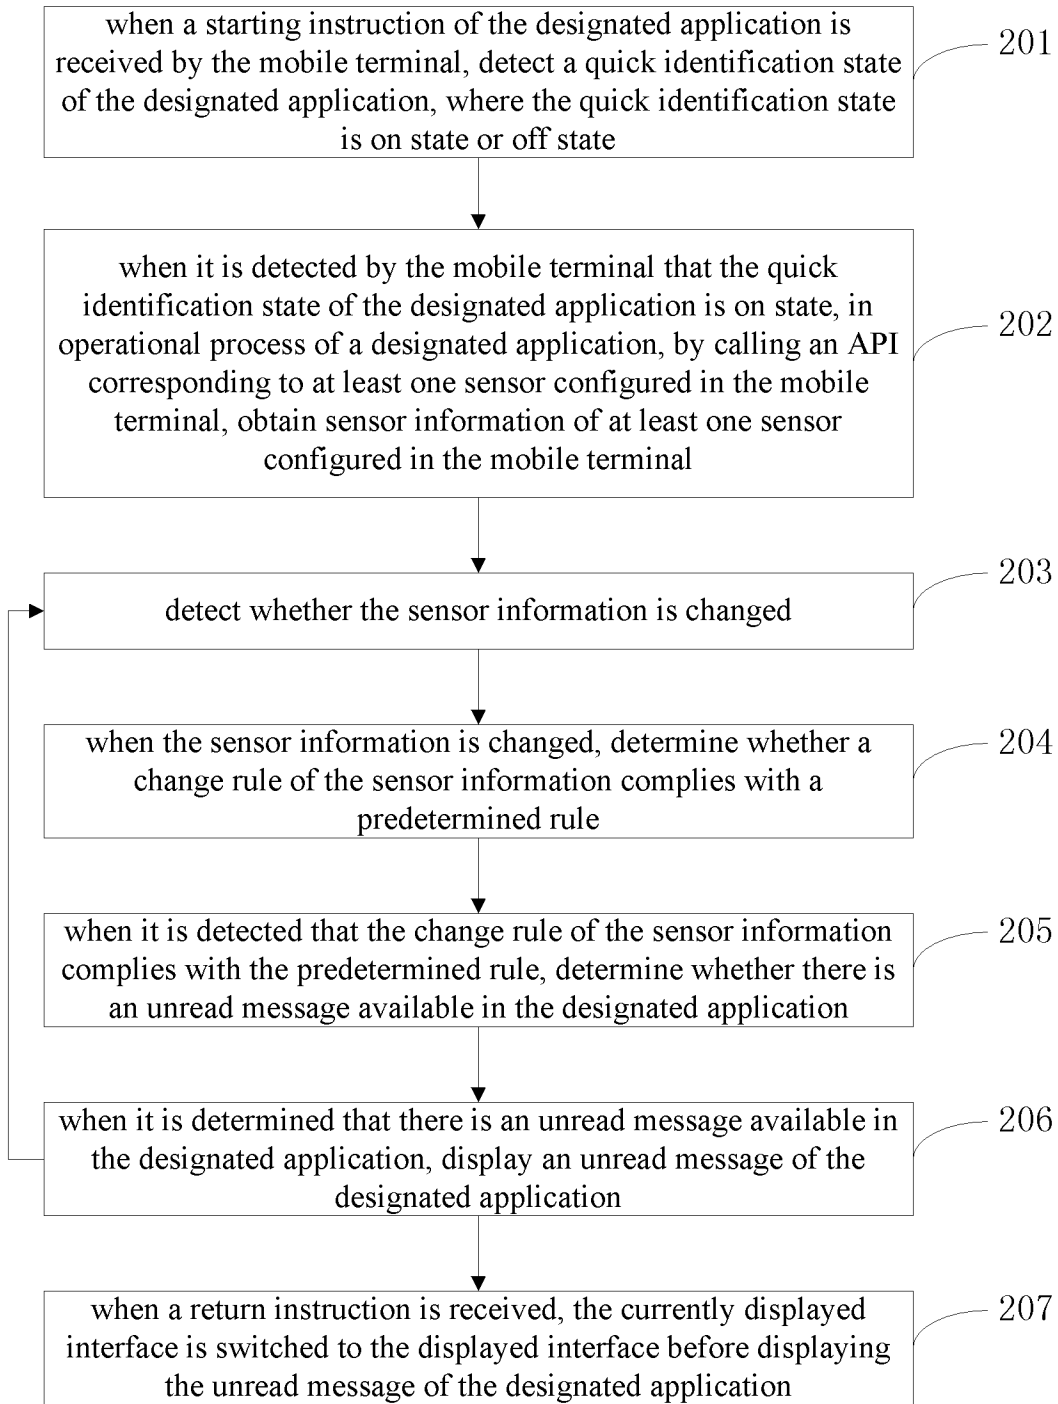 when a starting instruction of the designated application is
received by the mobile terminal, detect a quick identification state
of the designated application, where the quick identification state
is on state or off state
201
when it is detected by the mobile terminal that the quick
identification state of the designated application is on state, in
operational process of a designated application, by calling an API
corresponding to at least one sensor configured in the mobile
terminal, obtain sensor information of at least one sensor
configured in the mobile terminal
202
detect whether the sensor information is changed
203
when the sensor information is changed, determine whether a
change rule of the sensor information complies with a
predetermined rule
204
when it is detected that the change rule of the sensor information
complies with the predetermined rule, determine whether there is
an unread message available in the designated application
205
when it is determined that there is an unread message available in
the designated application, display an unread message of the
designated application
206
when a return instruction is received, the currently displayed
interface is switched to the displayed interface before displaying
the unread message of the designated application
207